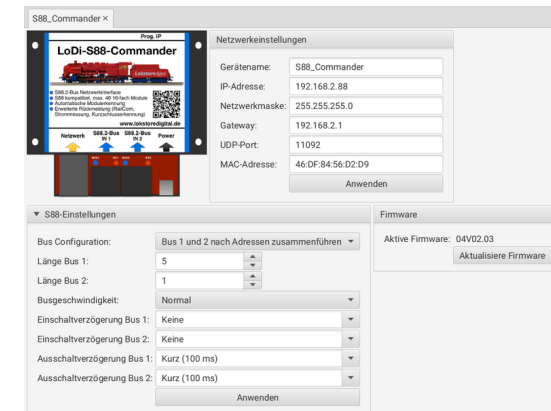 S88_Commander ×
Prog. IP
LoDi-S88-Commander
Lokstore
S88.2-Bus Netzwerkinterface
S88 kompatibel, max. 48 16-fach Module
Automatische Modulerkennung
Erweiterte Rückmeldung (RailCom,
Strommessung, Kurzschlusserkennung)
www.lokstoredigital.de
Netzwerk S88.2-Bus IN 1 S88.2-Bus IN 2 Power
Netzwerkeinstellungen
Gerätename: S88_Commander
IP-Adresse: 192.168.2.88
Netzwerkmaske: 255.255.255.0
Gateway: 192.168.2.1
UDP-Port: 11092
MAC-Adresse: 46:DF:84:56:D2:D9
Anwenden
S88-Einstellungen
Bus Configuration: Bus 1 und 2 nach Adressen zusammenführen
Länge Bus 1: 5
Länge Bus 2: 1
Busgeschwindigkeit: Normal
Einschaltverzögerung Bus 1: Keine
Einschaltverzögerung Bus 2: Keine
Ausschaltverzögerung Bus 1: Kurz (100 ms)
Ausschaltverzögerung Bus 2: Kurz (100 ms)
Anwenden
Firmware
Aktive Firmware: 04V02.03
Aktualisiere Firmware